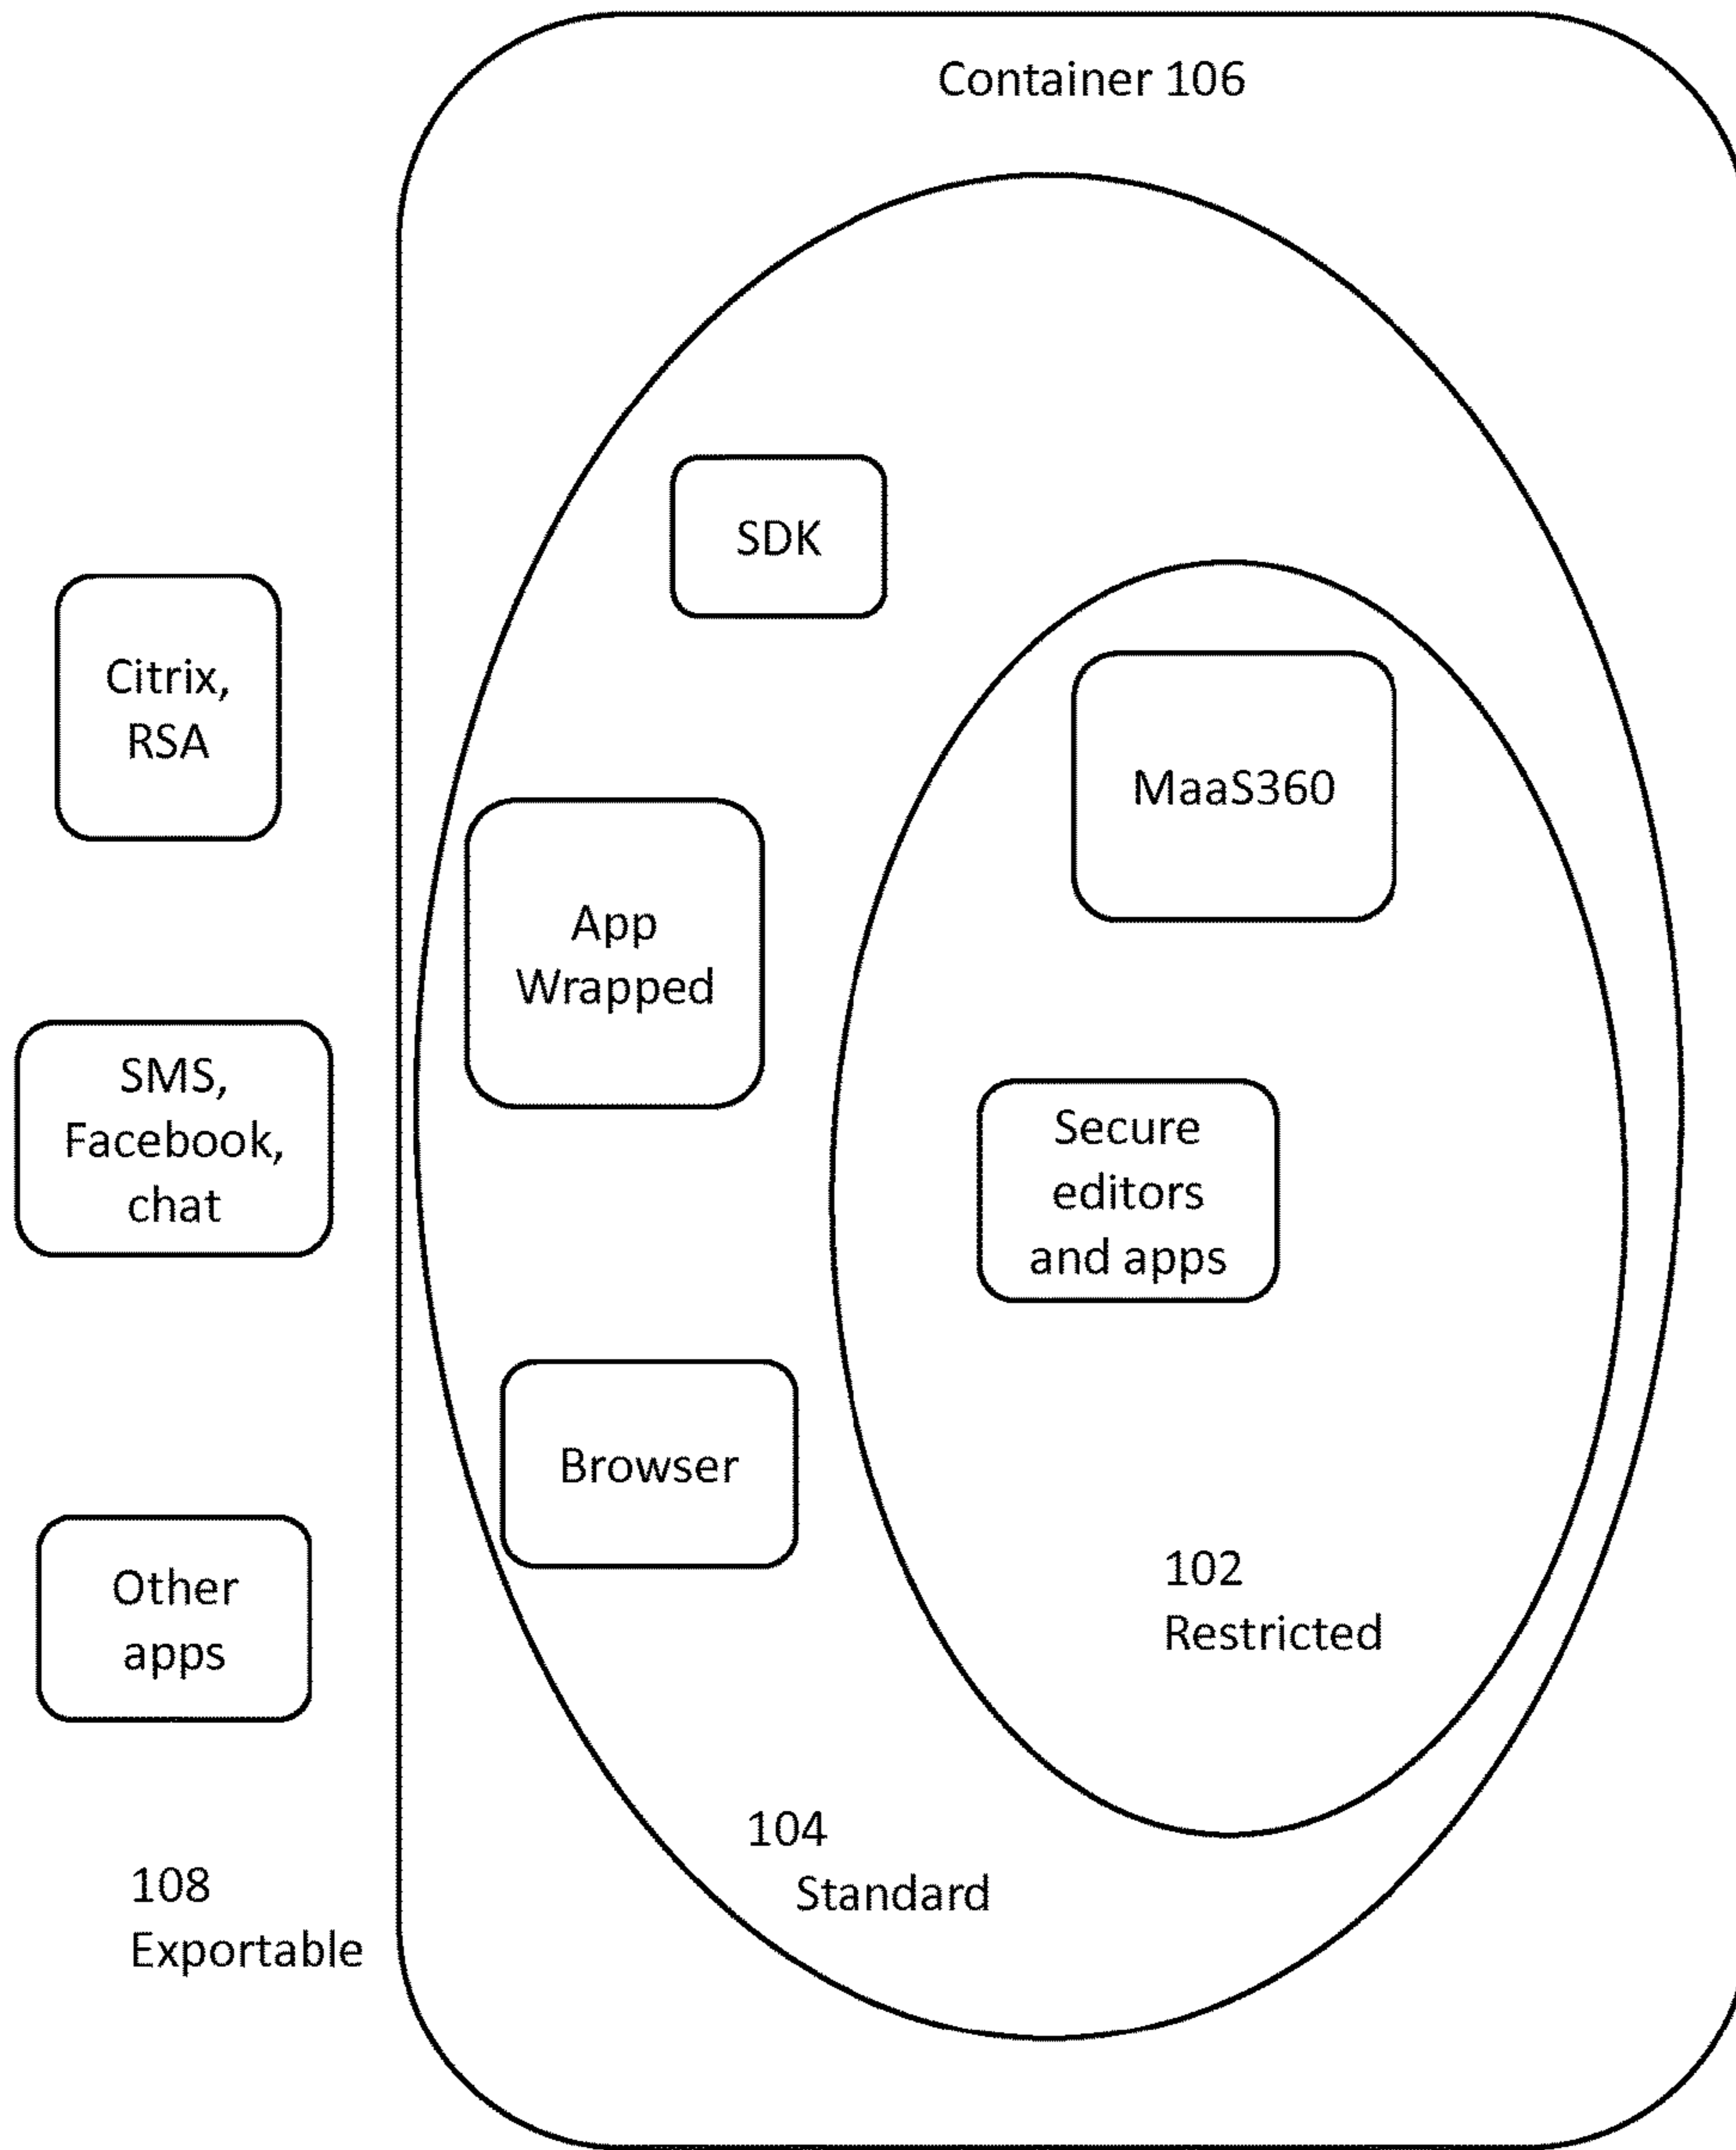 Container 106
SDK
Citrix,
RSA
MaaS360
App
Wrapped
SMS,
Facebook,
chat
Secure
editors
and apps
Browser
Other
apps
102
Restricted
104
Standard
108
Exportable